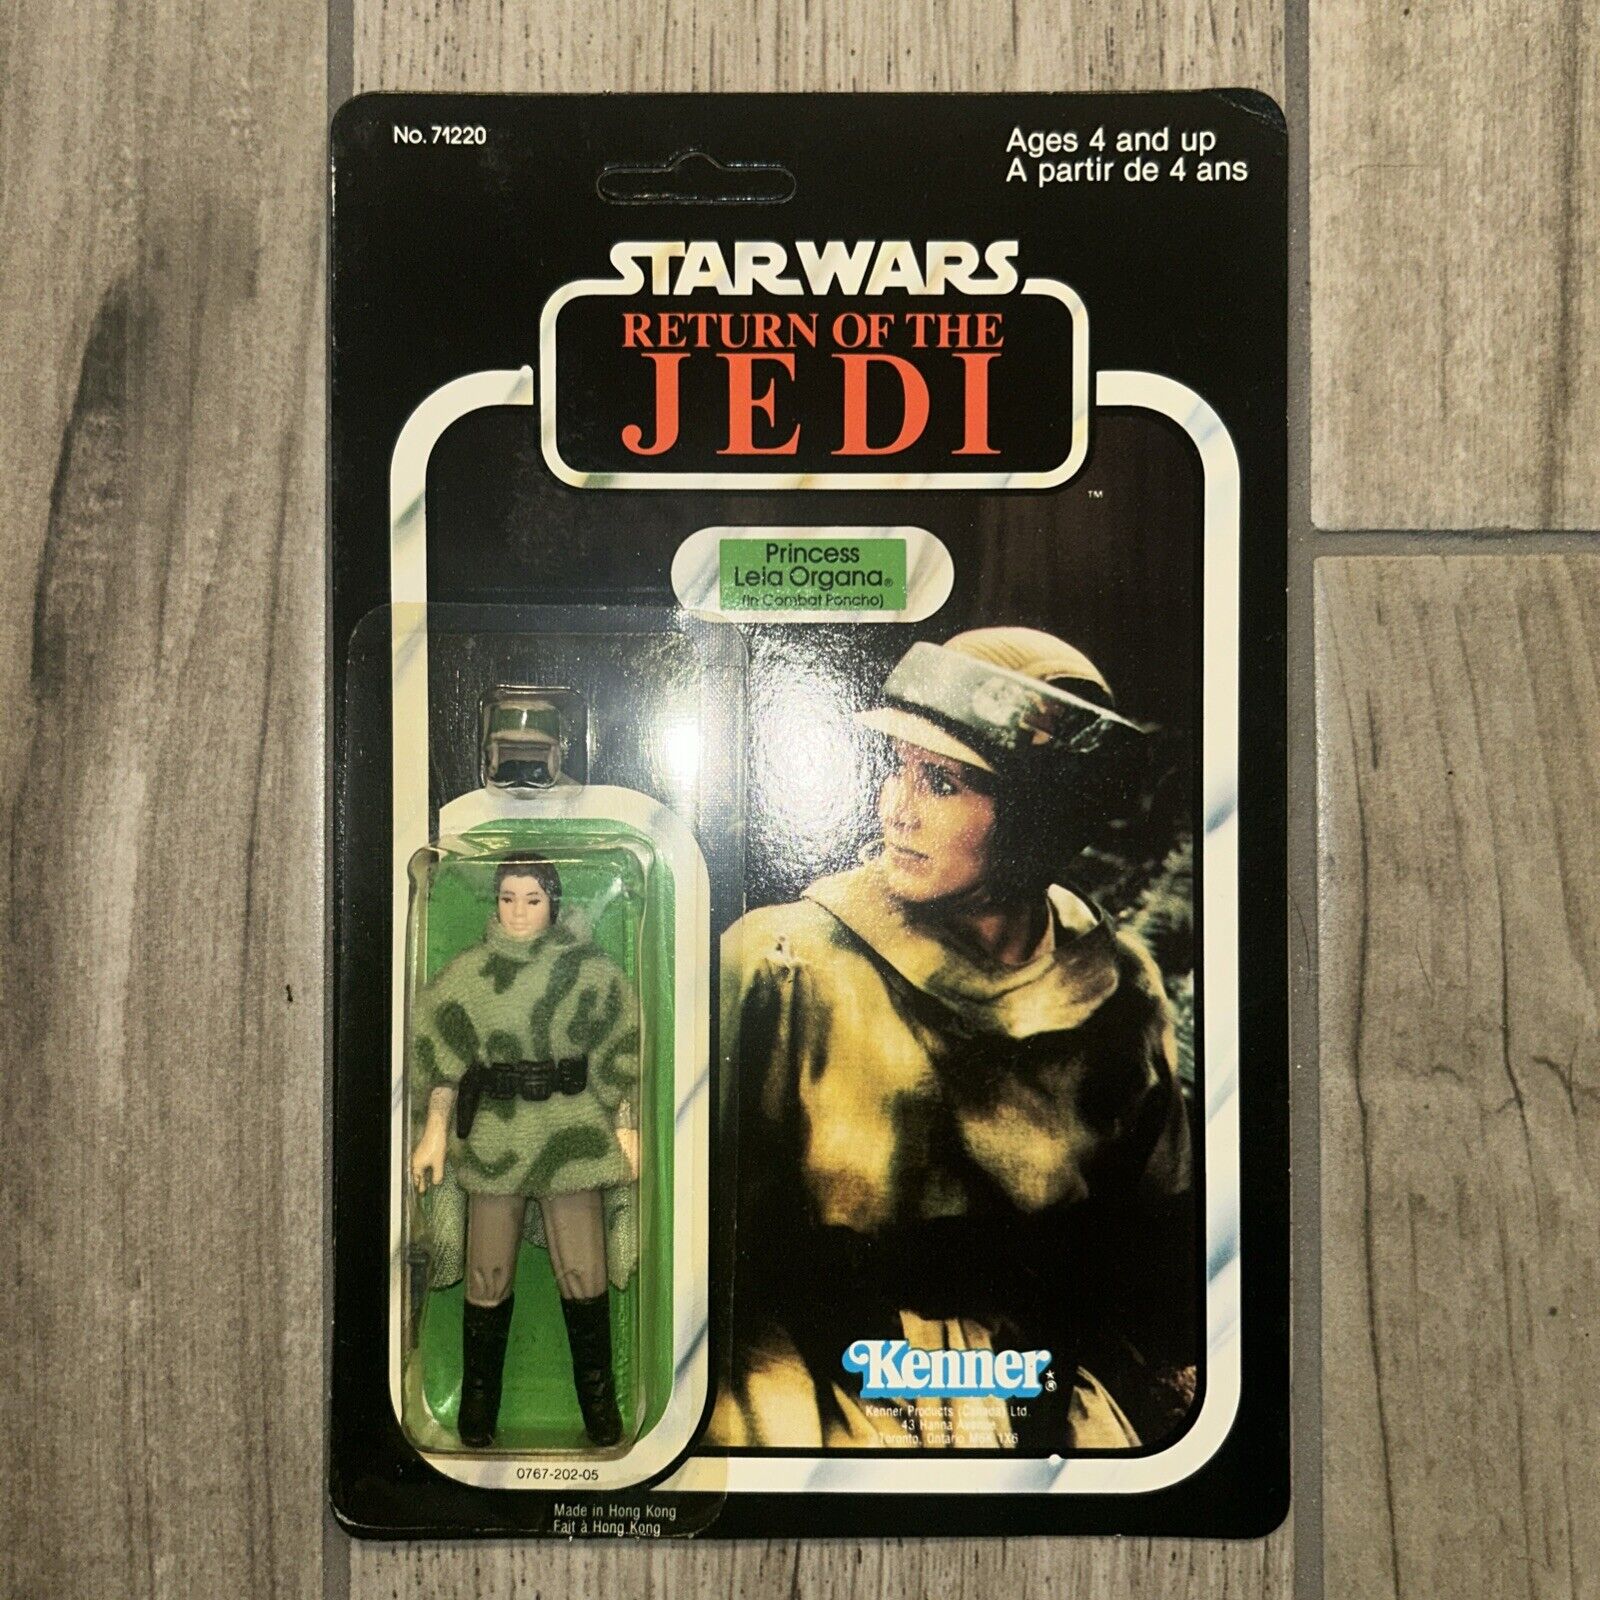 No. 71220
Ages 4 and up
A partir de 4 ans
STAR WARS
RETURN OF THE
JEDI
™
Princess
Leia Organa®
(In Combat Poncho)
Kenner®
Kenner Products (Canada) Ltd.
43 Hanna Avenue
Toronto, Ontario M6K 1X6
0767-202-05
Made in Hong Kong
Fait à Hong Kong